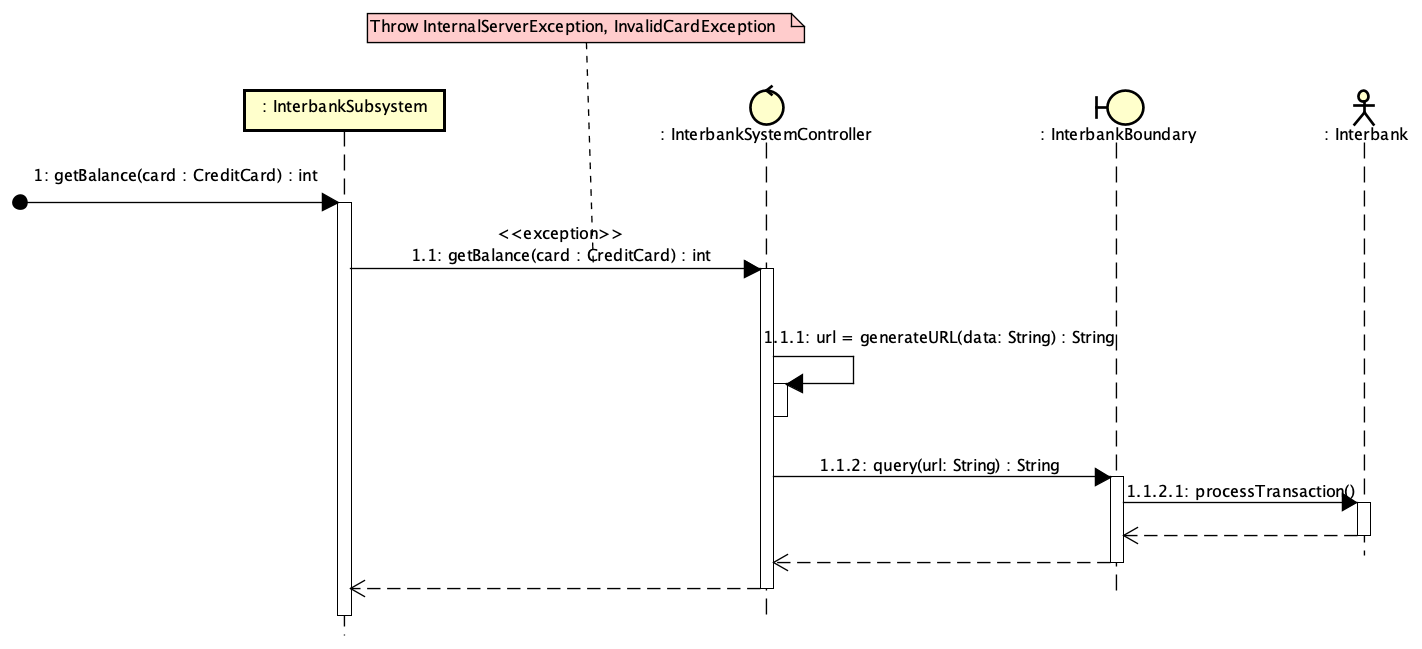 Throw InternalServerException, InvalidCardException
: InterbankSubsystem
: InterbankSystemController
: InterbankBoundary
: Interbank
1: getBalance(card : CreditCard) : int
<<exception>>
1.1: getBalance(card : CreditCard) : int
1.1.1: url = generateURL(data: String) : String
1.1.2: query(url: String) : String
1.1.2.1: processTransaction()